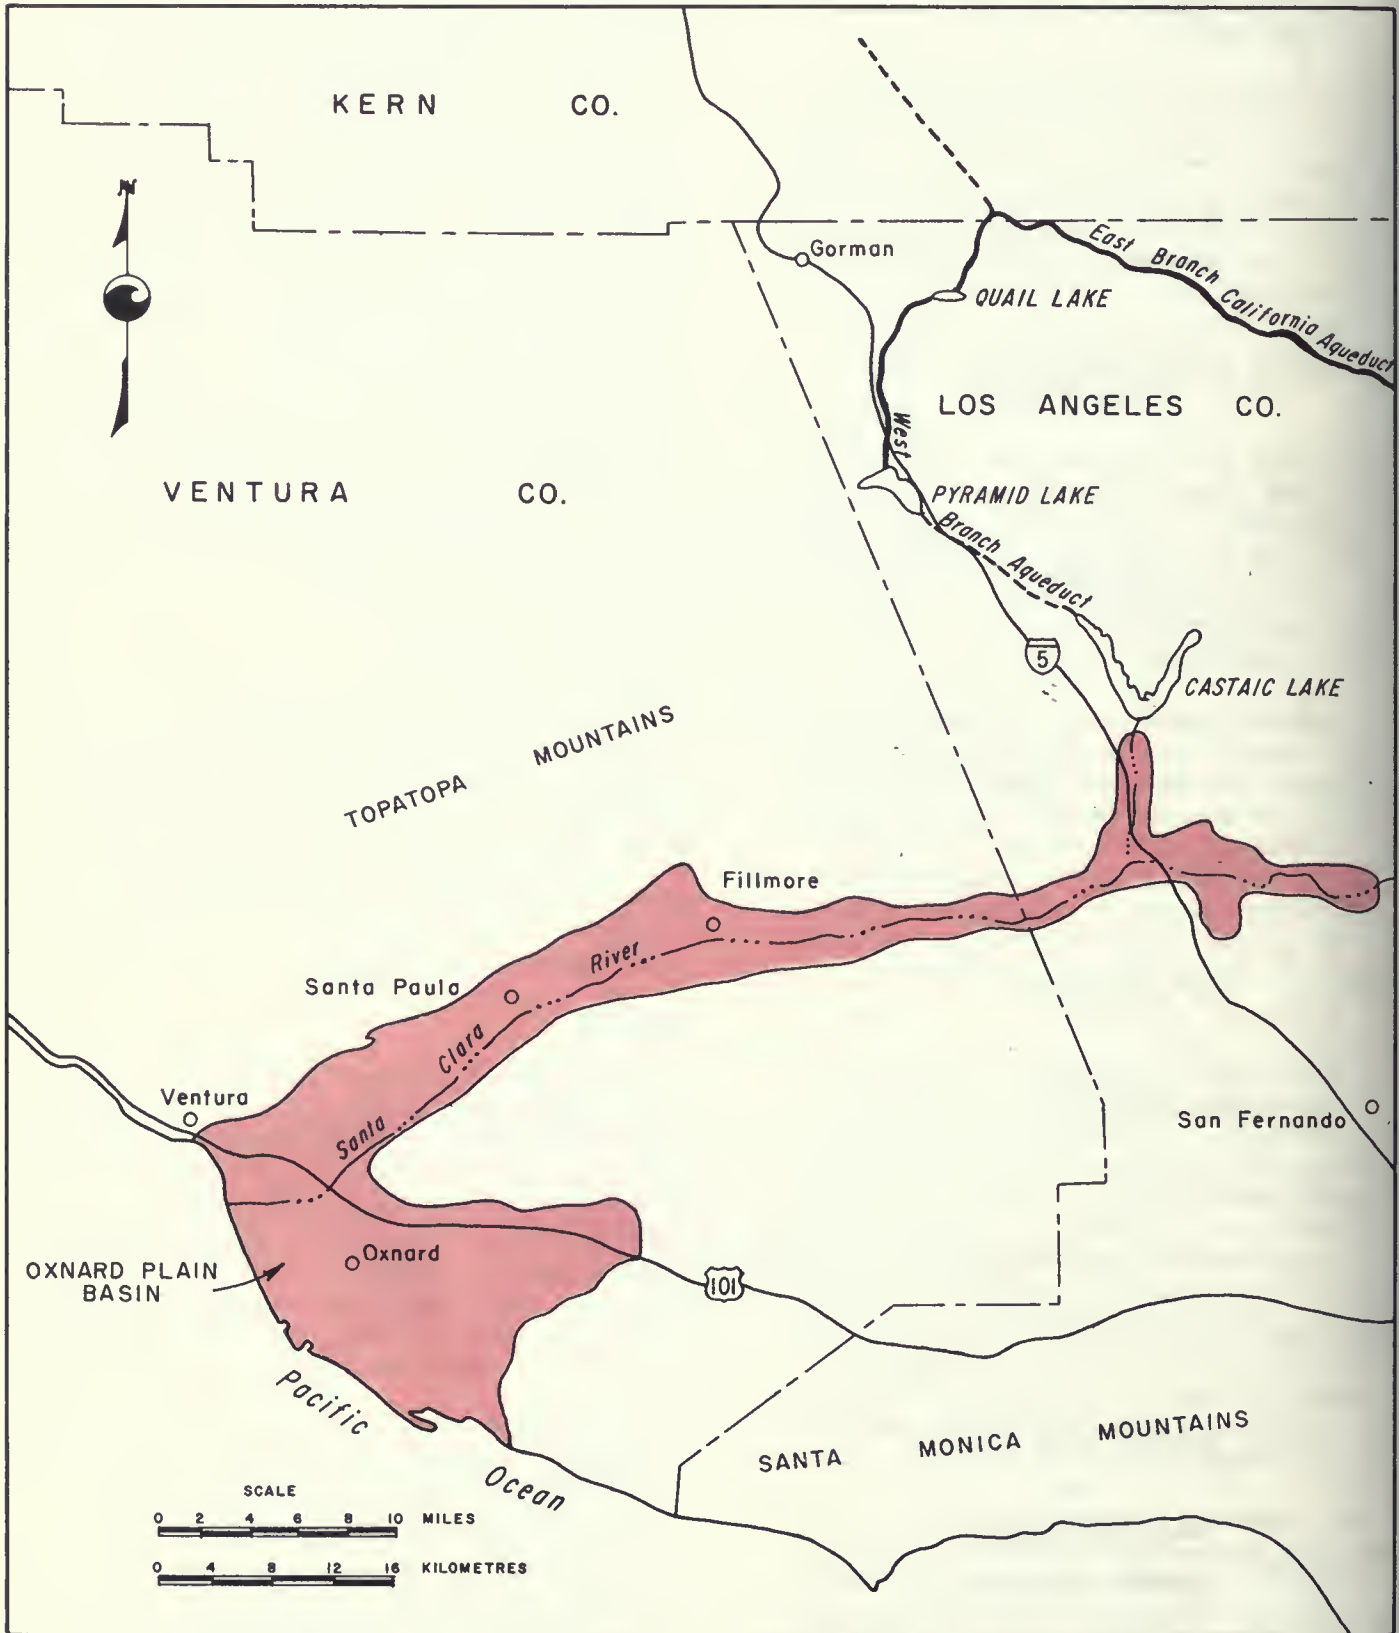 KERN CO.
N
Gorman
East Branch California Aqueduct
QUAIL LAKE
LOS ANGELES CO.
West
VENTURA CO.
PYRAMID LAKE
Branch Aqueduct
5
CASTAIC LAKE
TOPATOPA MOUNTAINS
Fillmore
River
Santa Paula
Clara
Ventura
Santa
San Fernando
Oxnard
OXNARD PLAIN
BASIN
101
Pacific
Ocean
SANTA MONICA MOUNTAINS
SCALE
0 2 4 6 8 10 MILES
0 4 8 12 16 KILOMETRES